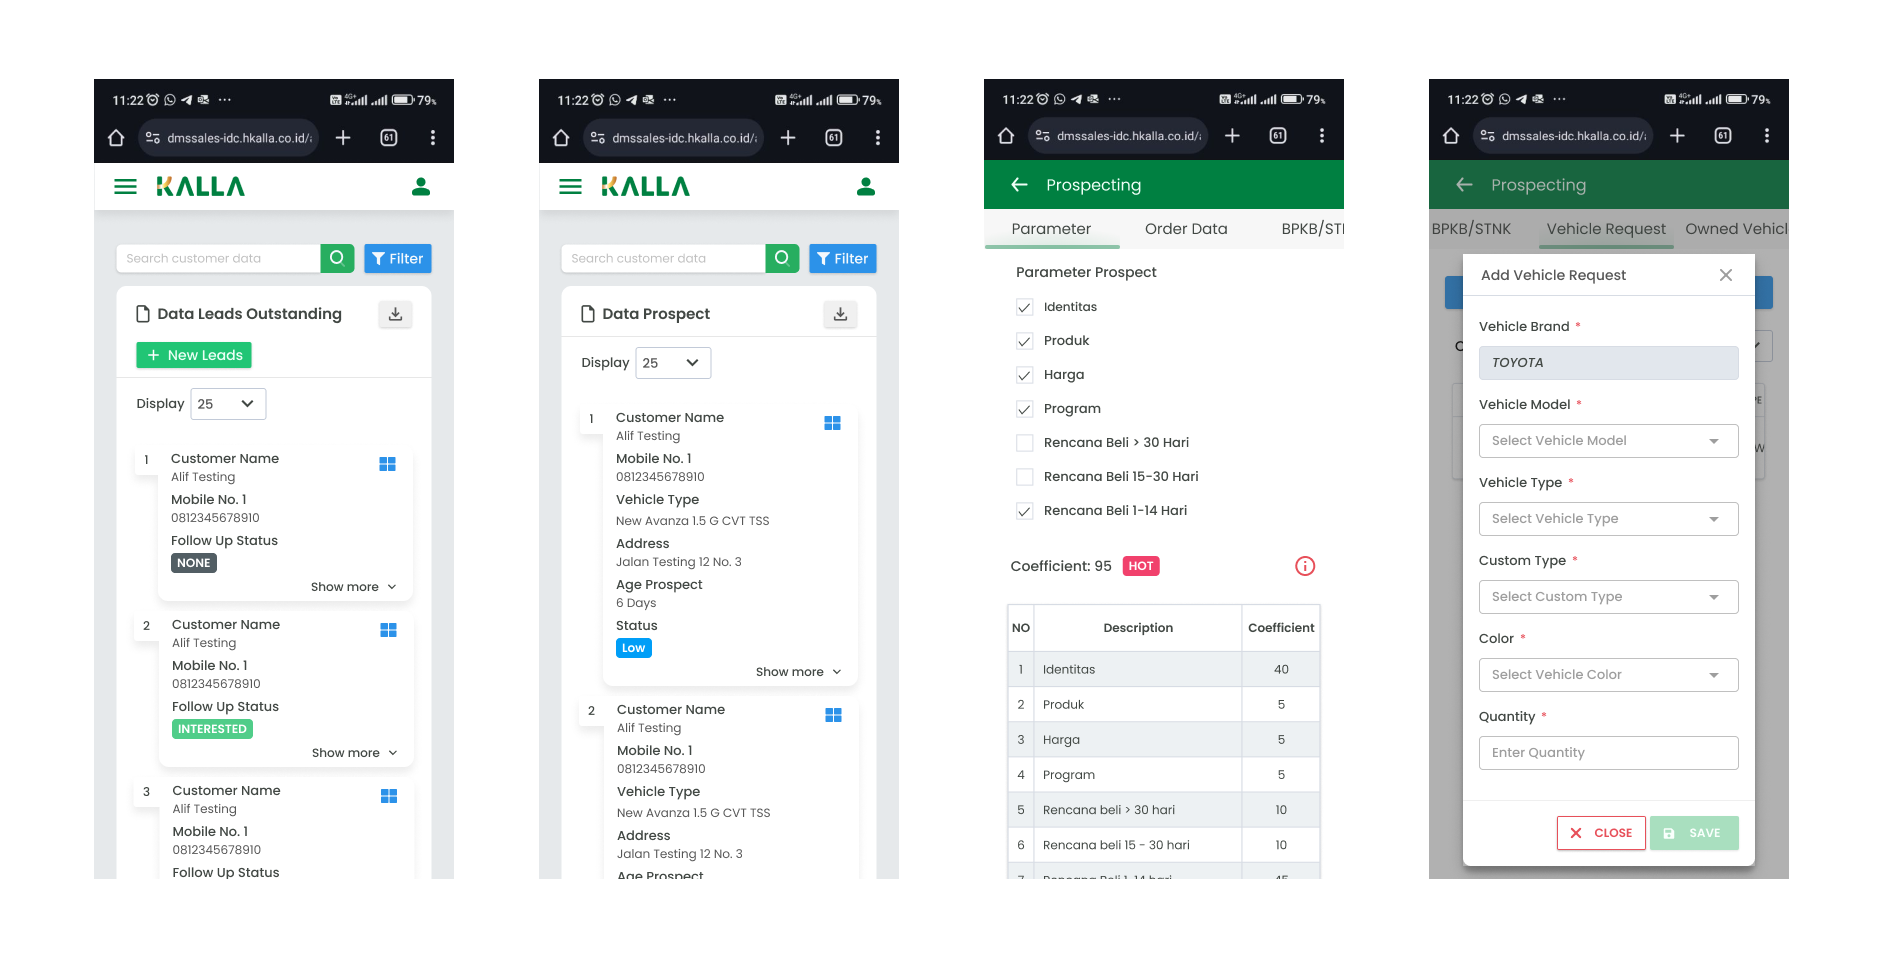 11:22
79%
dmssales-idc.hkalla.co.id/
61
KALLA
Search customer data
Filter
Data Leads Outstanding
+ New Leads
Display 25
1
Customer Name
Alif Testing
Mobile No. 1
0812345678910
Follow Up Status
NONE
Show more
2
Customer Name
Alif Testing
Mobile No. 1
0812345678910
Follow Up Status
INTERESTED
Show more
3
Customer Name
Alif Testing
Mobile No. 1
0812345678910
Follow Up Status
11:22
79%
dmssales-idc.hkalla.co.id/
61
KALLA
Search customer data
Filter
Data Prospect
Display 25
1
Customer Name
Alif Testing
Mobile No. 1
0812345678910
Vehicle Type
New Avanza 1.5 G CVT TSS
Address
Jalan Testing 12 No. 3
Age Prospect
6 Days
Status
Low
Show more
2
Customer Name
Alif Testing
Mobile No. 1
0812345678910
Vehicle Type
New Avanza 1.5 G CVT TSS
Address
Jalan Testing 12 No. 3
Age Prospect
11:22
79%
dmssales-idc.hkalla.co.id/
61
Prospecting
Parameter Order Data BPKB/STN
Parameter Prospect
Identitas
Produk
Harga
Program
Rencana Beli > 30 Hari
Rencana Beli 15-30 Hari
Rencana Beli 1-14 Hari
Coefficient: 95 HOT
NO Description Coefficient
1 Identitas 40
2 Produk 5
3 Harga 5
4 Program 5
5 Rencana beli > 30 hari 10
6 Rencana beli 15 - 30 hari 10
7 Rencana Beli 1-14 hari 45
11:22
79%
dmssales-idc.hkalla.co.id/
61
Prospecting
BPKB/STNK Vehicle Request Owned Vehicl
Add Vehicle Request
Vehicle Brand *
TOYOTA
Vehicle Model *
Select Vehicle Model
Vehicle Type *
Select Vehicle Type
Custom Type *
Select Custom Type
Color *
Select Vehicle Color
Quantity *
Enter Quantity
CLOSE SAVE